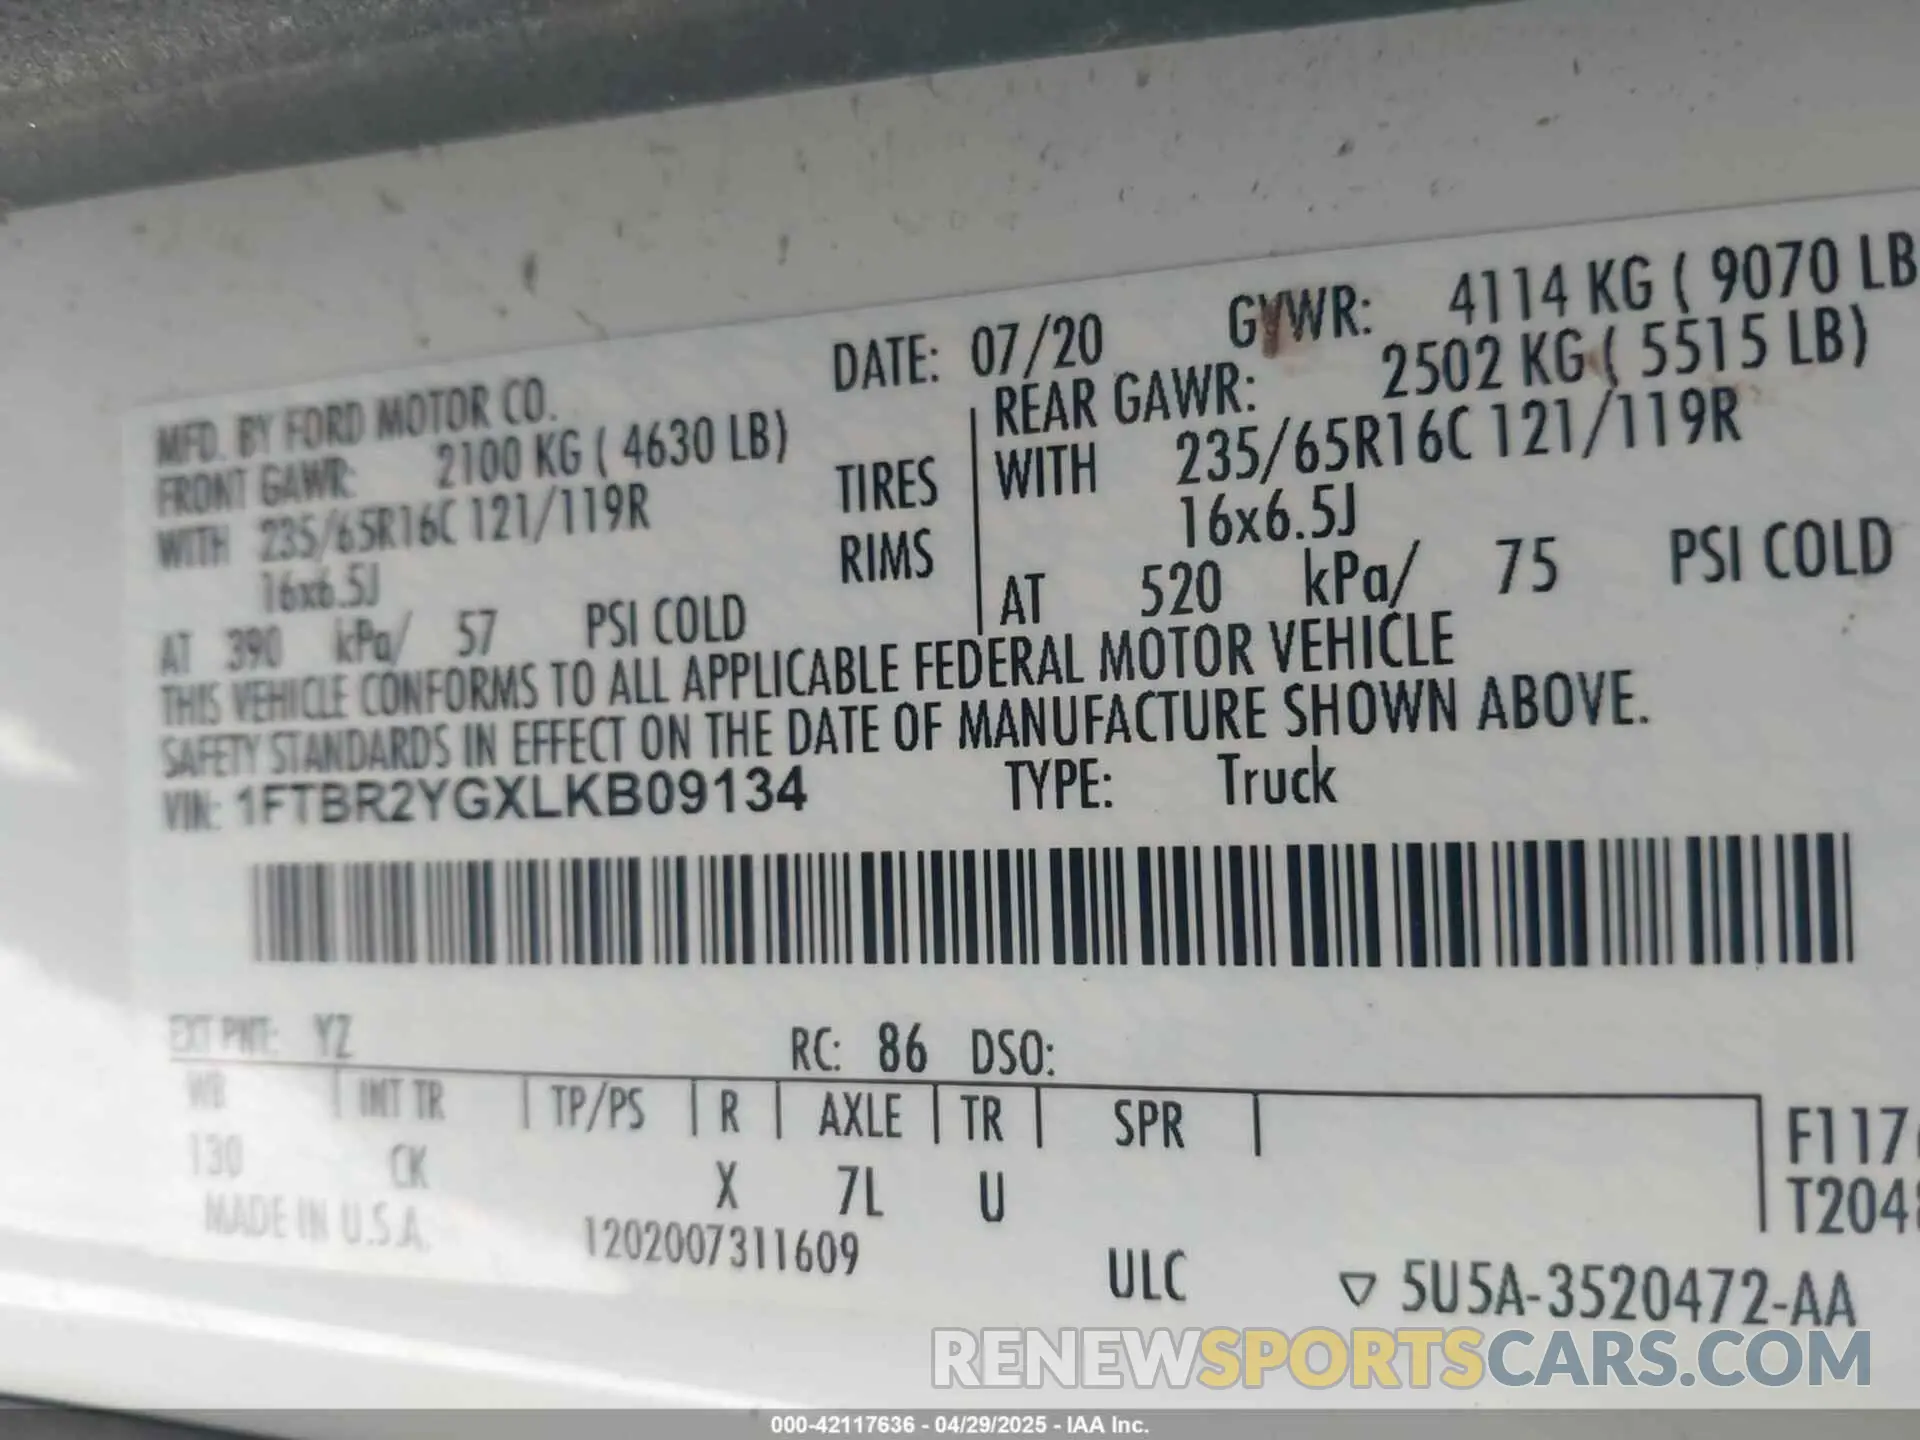 MFD. BY FORD MOTOR CO. DATE: 07/20 GVWR: 4114 KG ( 9070 LB
FRONT GAWR: 2100 KG ( 4630 LB) REAR GAWR: 2502 KG ( 5515 LB)
WITH 235/65R16C 121/119R TIRES WITH 235/65R16C 121/119R
16x6.5J RIMS 16x6.5J
AT 390 kPa/ 57 PSI COLD AT 520 kPa/ 75 PSI COLD
THIS VEHICLE CONFORMS TO ALL APPLICABLE FEDERAL MOTOR VEHICLE
SAFETY STANDARDS IN EFFECT ON THE DATE OF MANUFACTURE SHOWN ABOVE.
VIN: 1FTBR2YGXLKB09134 TYPE: Truck
EXT PNT: YZ RC: 86 DSO:
WB INT TR TP/PS R AXLE TR SPR F117
130 CK X 7L U T204
MADE IN U.S.A. 1202007311609
ULC ▽ 5U5A-3520472-AA
RENEWSPORTSCARS.COM
000-42117636 - 04/29/2025 - IAA Inc.